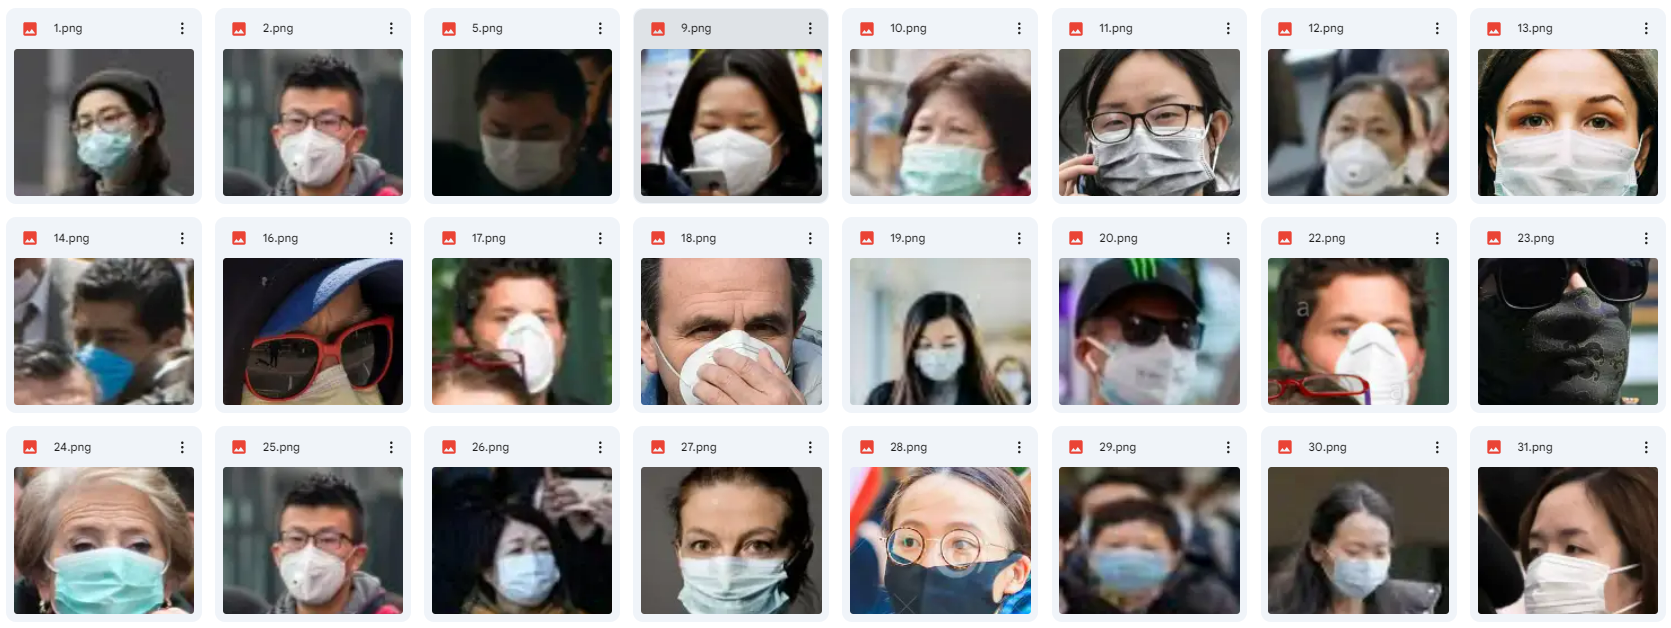 1.png 2.png 5.png 9.png 10.png 11.png 12.png 13.png
14.png 16.png 17.png 18.png 19.png 20.png 22.png 23.png
a
24.png 25.png 26.png 27.png 28.png 29.png 30.png 31.png